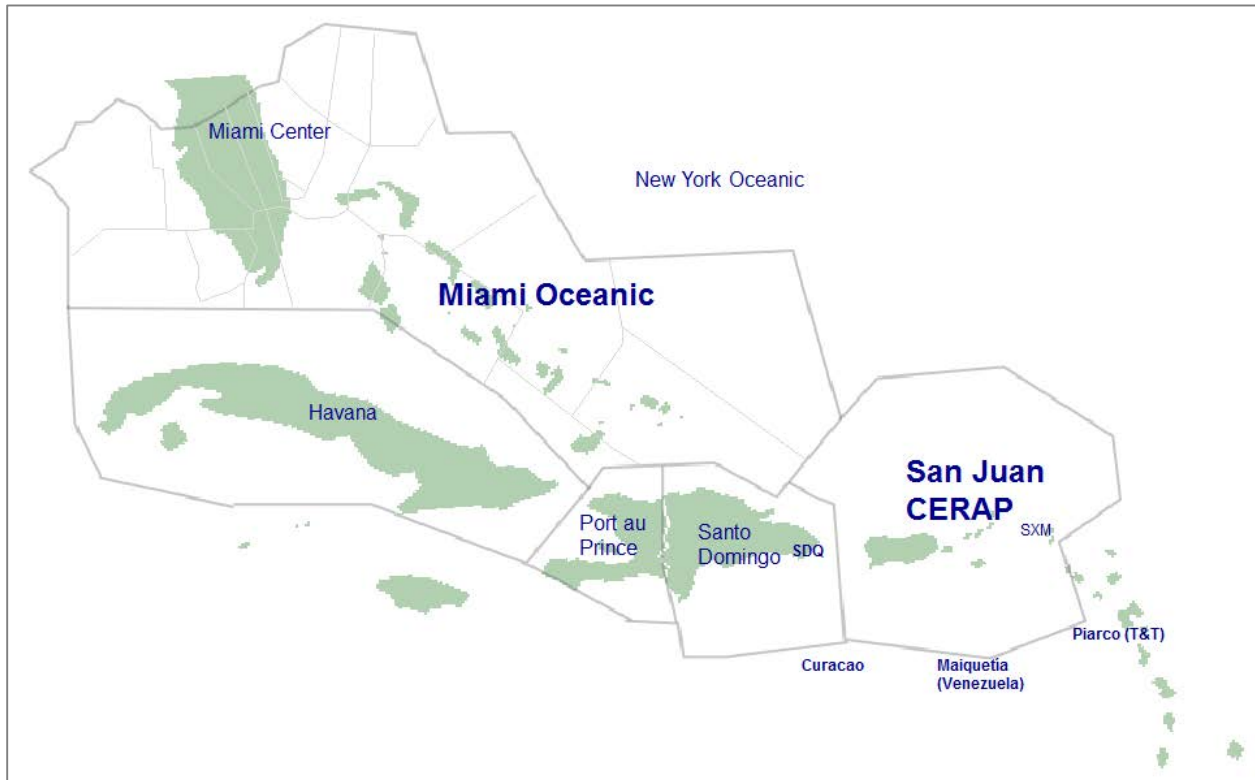 Miami Center
New York Oceanic
Miami Oceanic
Havana
San Juan
CERAP
SXM
Port au
Prince
Santo
Domingo
SDQ
Piarco (T&T)
Curacao
Maiquetia
(Venezuela)